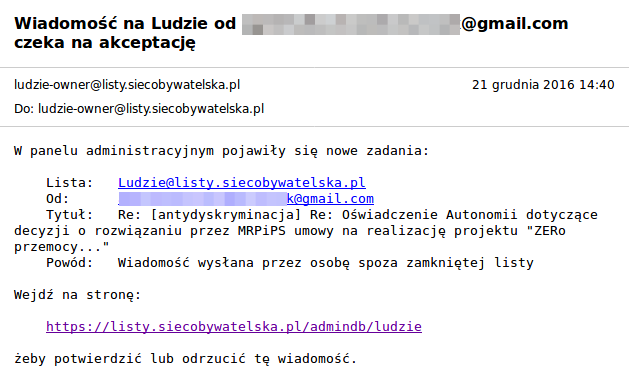 Wiadomość na Ludzie od @gmail.com
czeka na akceptację
ludzie-owner@listy.siecobywatelska.pl 21 grudnia 2016 14:40
Do: ludzie-owner@listy.siecobywatelska.pl
W panelu administracyjnym pojawiły się nowe zadania:
Lista: Ludzie@listy.siecobywatelska.pl
Od: k@gmail.com
Tytuł: Re: [antydyskryminacja] Re: Oświadczenie Autonomii dotyczące
decyzji o rozwiązaniu przez MRPiPS umowy na realizację projektu "ZERo
przemocy..."
Powód: Wiadomość wysłana przez osobę spoza zamkniętej listy
Wejdź na stronę:
https://listy.siecobywatelska.pl/admindb/ludzie
żeby potwierdzić lub odrzucić tę wiadomość.